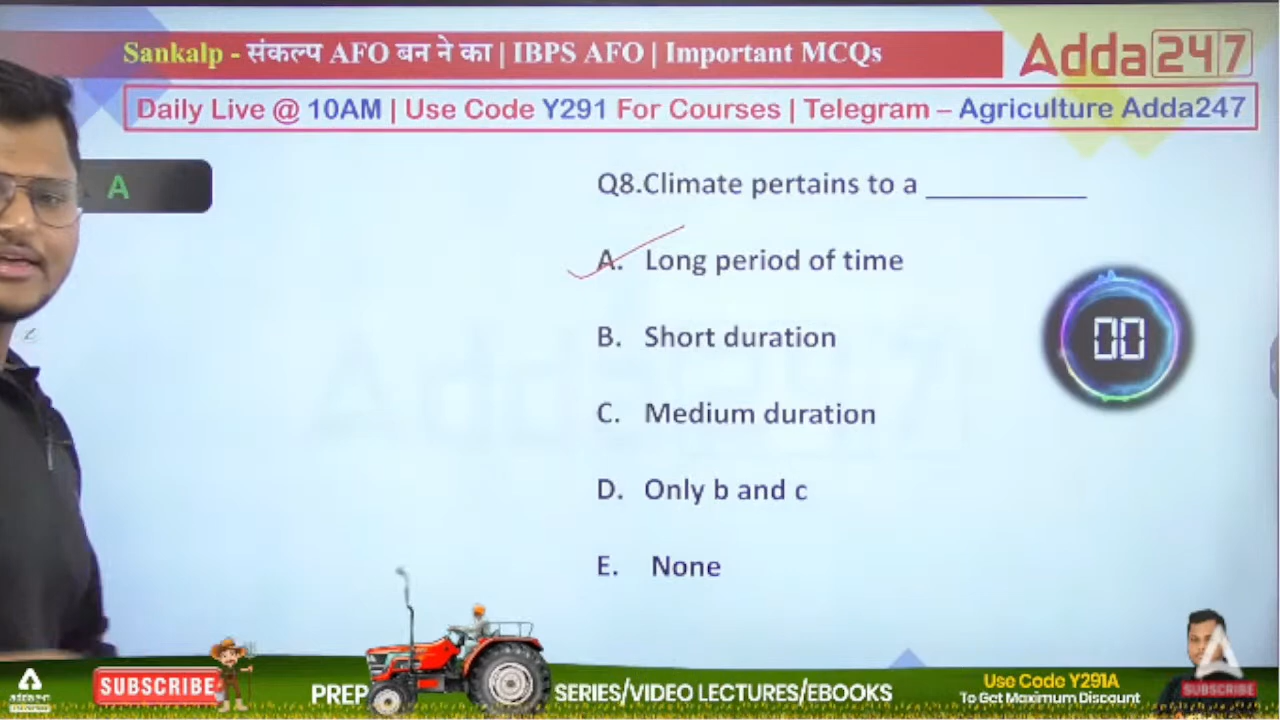 Sankalp - संकल्प AFO बन ने का | IBPS AFO | Important MCQs
Adda247
Daily Live @ 10AM | Use Code Y291 For Courses | Telegram – Agriculture Adda247
A
Q8.Climate pertains to a __________
A. Long period of time
00
B. Short duration
C. Medium duration
D. Only b and c
E. None
SUBSCRIBE
PREP
SERIES/VIDEO LECTURES/EBOOKS
Use Code Y291A
To Get Maximum Discount
SUBSCRIBE